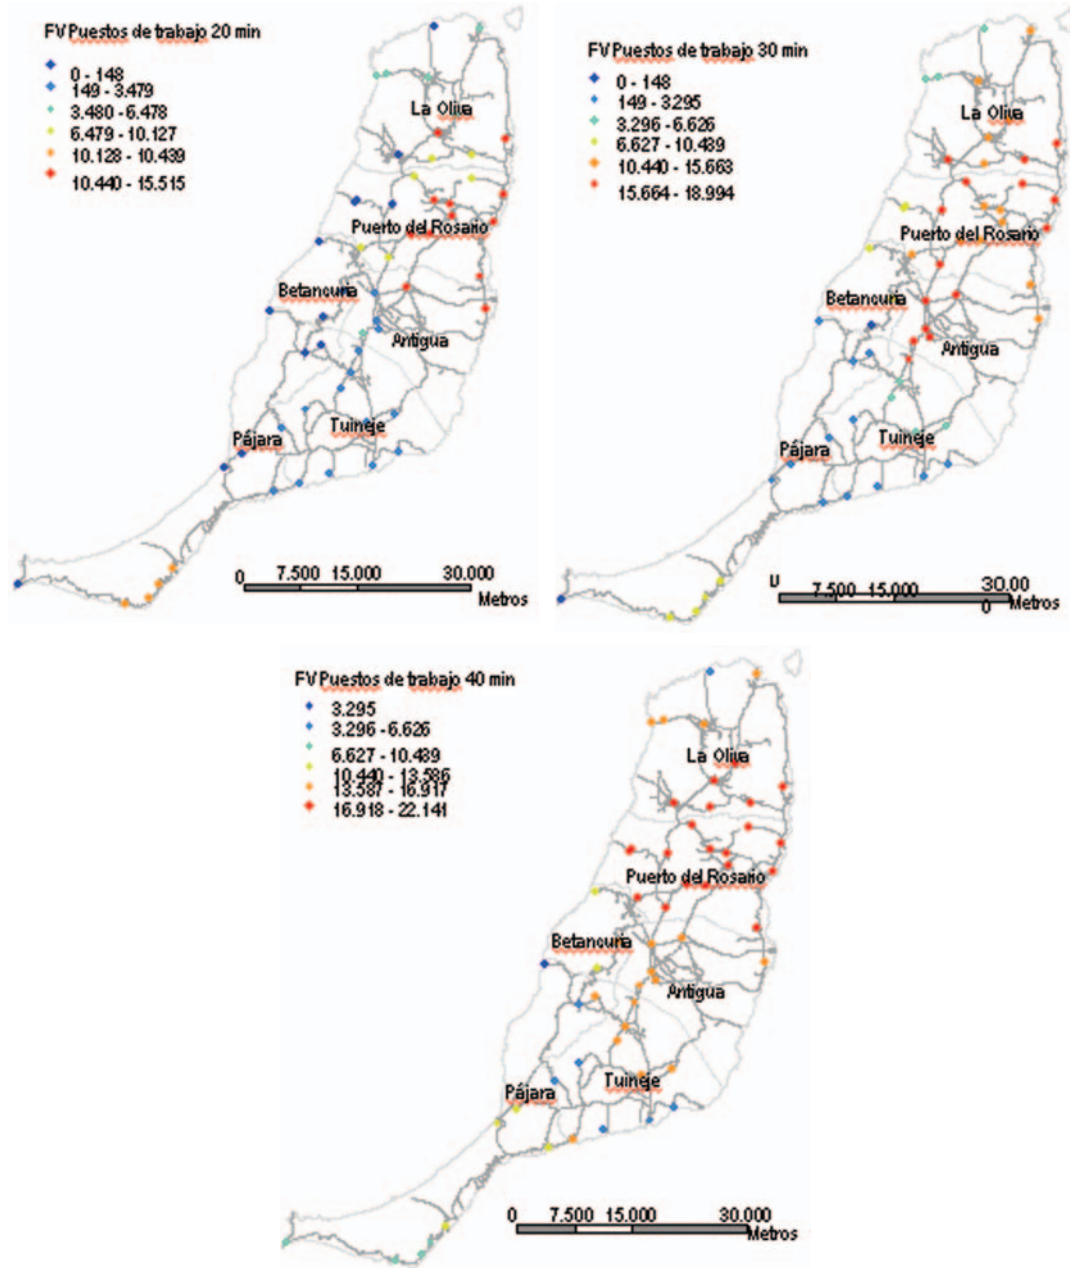 FV Puestos de trabajo 20 min
0 - 148
149 - 3.479
3.480 - 6.478
6.479 - 10.127
10.128 - 10.439
10.440 - 15.515
La Oliva
Puerto del Rosario
Betancuria
Antigua
Tuineje
Pájara
0 7.500 15.000 30.000
Metros
FV Puestos de trabajo 30 min
0 - 148
149 - 3.295
3.296 - 6.626
6.627 - 10.439
10.440 - 15.663
15.664 - 18.994
La Oliva
Puerto del Rosario
Betancuria
Antigua
Tuineje
Pájara
7.500 15.000 30.00
0 Metros
FV Puestos de trabajo 40 min
3.295
3.296 - 6.626
6.627 - 10.439
10.440 - 13.586
13.587 - 16.917
16.918 - 22.141
La Oliva
Puerto del Rosario
Betancuria
Antigua
Tuineje
Pájara
0 7.500 15.000 30.000
Metros